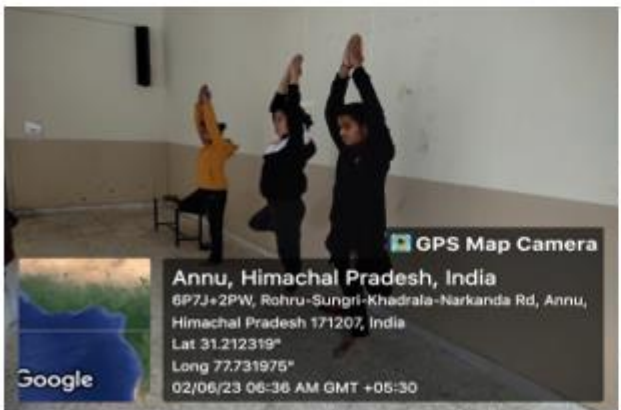 GPS Map Camera
Annu, Himachal Pradesh, India
6P7J+2PW, Rohru-Sungri-Khadrala-Narkanda Rd, Annu,
Himachal Pradesh 171207, India
Lat 31.212319°
Long 77.731975°
02/06/23 06:36 AM GMT +05:30
Google